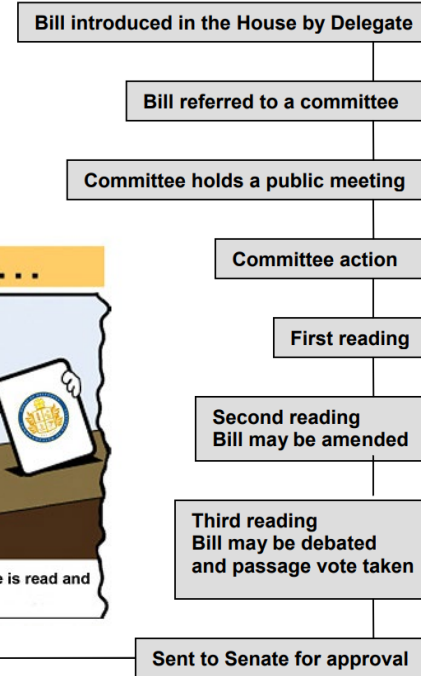 Bill introduced in the House by Delegate
Bill referred to a committee
Committee holds a public meeting
Committee action
. . .
First reading
Second reading
Bill may be amended
Third reading
Bill may be debated
and passage vote taken
is read and
Sent to Senate for approval